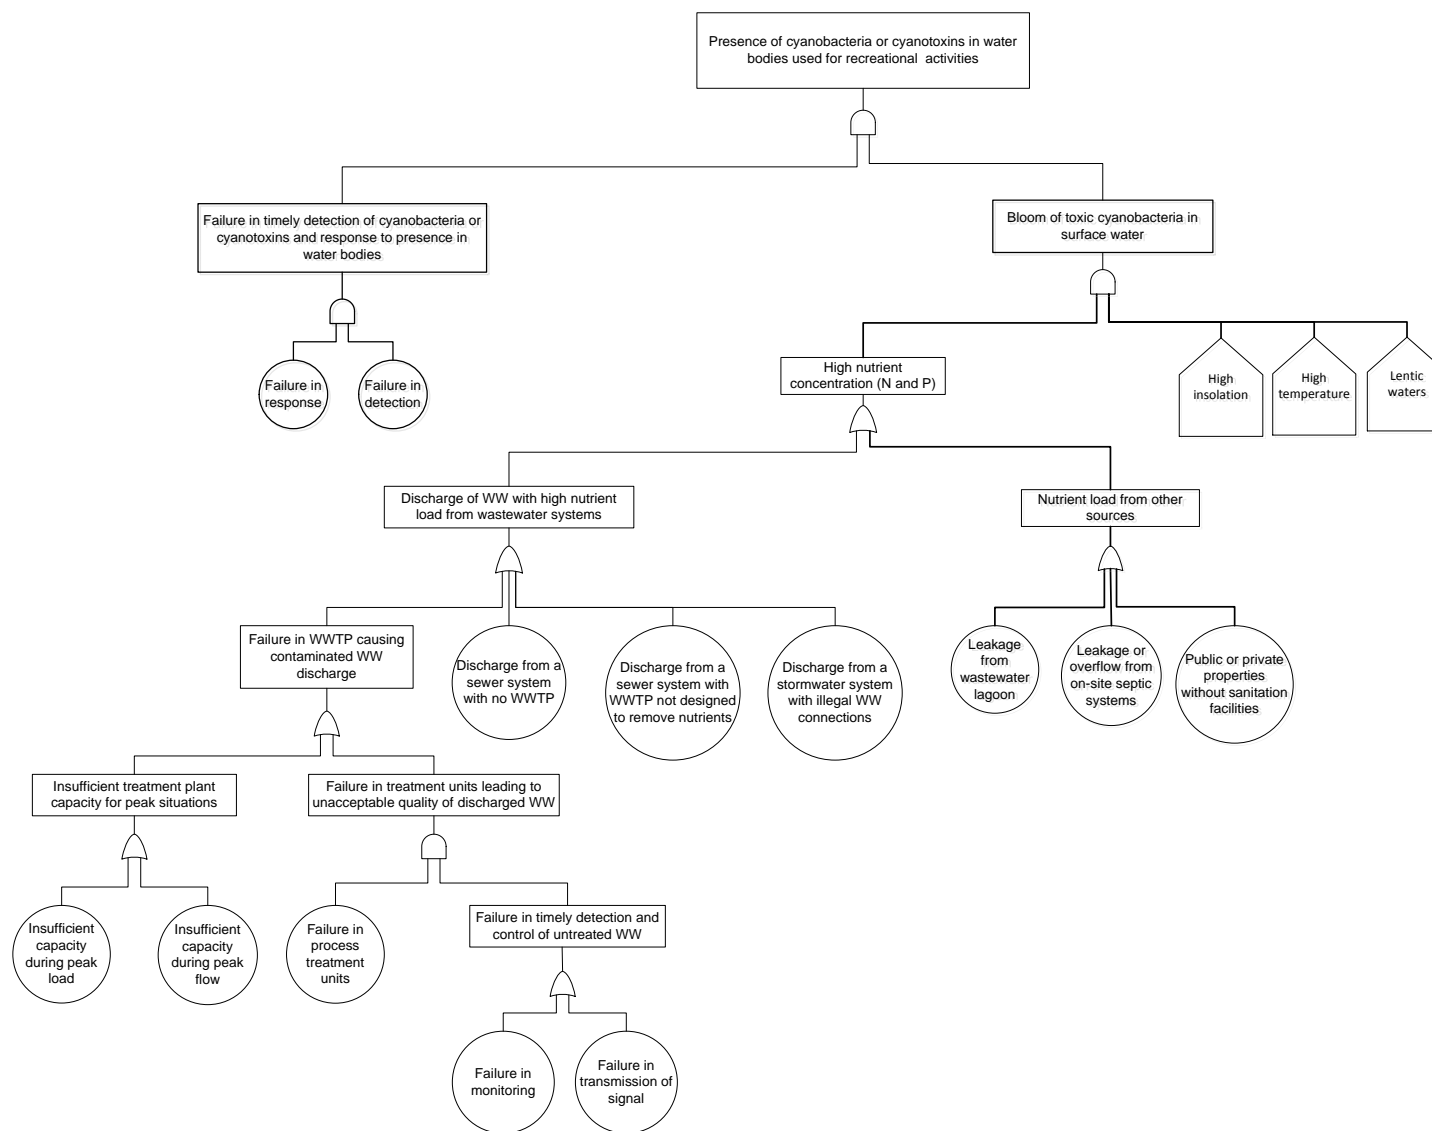 Presence of cyanobacteria or cyanotoxins in water
bodies used for recreational activities
Failure in timely detection of cyanobacteria or
cyanotoxins and response to presence in
water bodies
Bloom of toxic cyanobacteria in
surface water
Failure in
response
Failure in
detection
High nutrient
concentration (N and P)
High
insolation
High
temperature
Lentic
waters
Discharge of WW with high nutrient
load from wastewater systems
Nutrient load from other
sources
Failure in WWTP causing
contaminated WW
discharge
Discharge from a
sewer system
with no WWTP
Discharge from a
sewer system with
WWTP not designed
to remove nutrients
Discharge from a
stormwater system
with illegal WW
connections
Leakage
from
wastewater
lagoon
Leakage or
overflow from
on-site septic
systems
Public or private
properties
without sanitation
facilities
Insufficient treatment plant
capacity for peak situations
Failure in treatment units leading to
unacceptable quality of discharged WW
Insufficient
capacity
during peak
load
Insufficient
capacity
during peak
flow
Failure in
process
treatment
units
Failure in timely detection and
control of untreated WW
Failure in
monitoring
Failure in
transmission of
signal